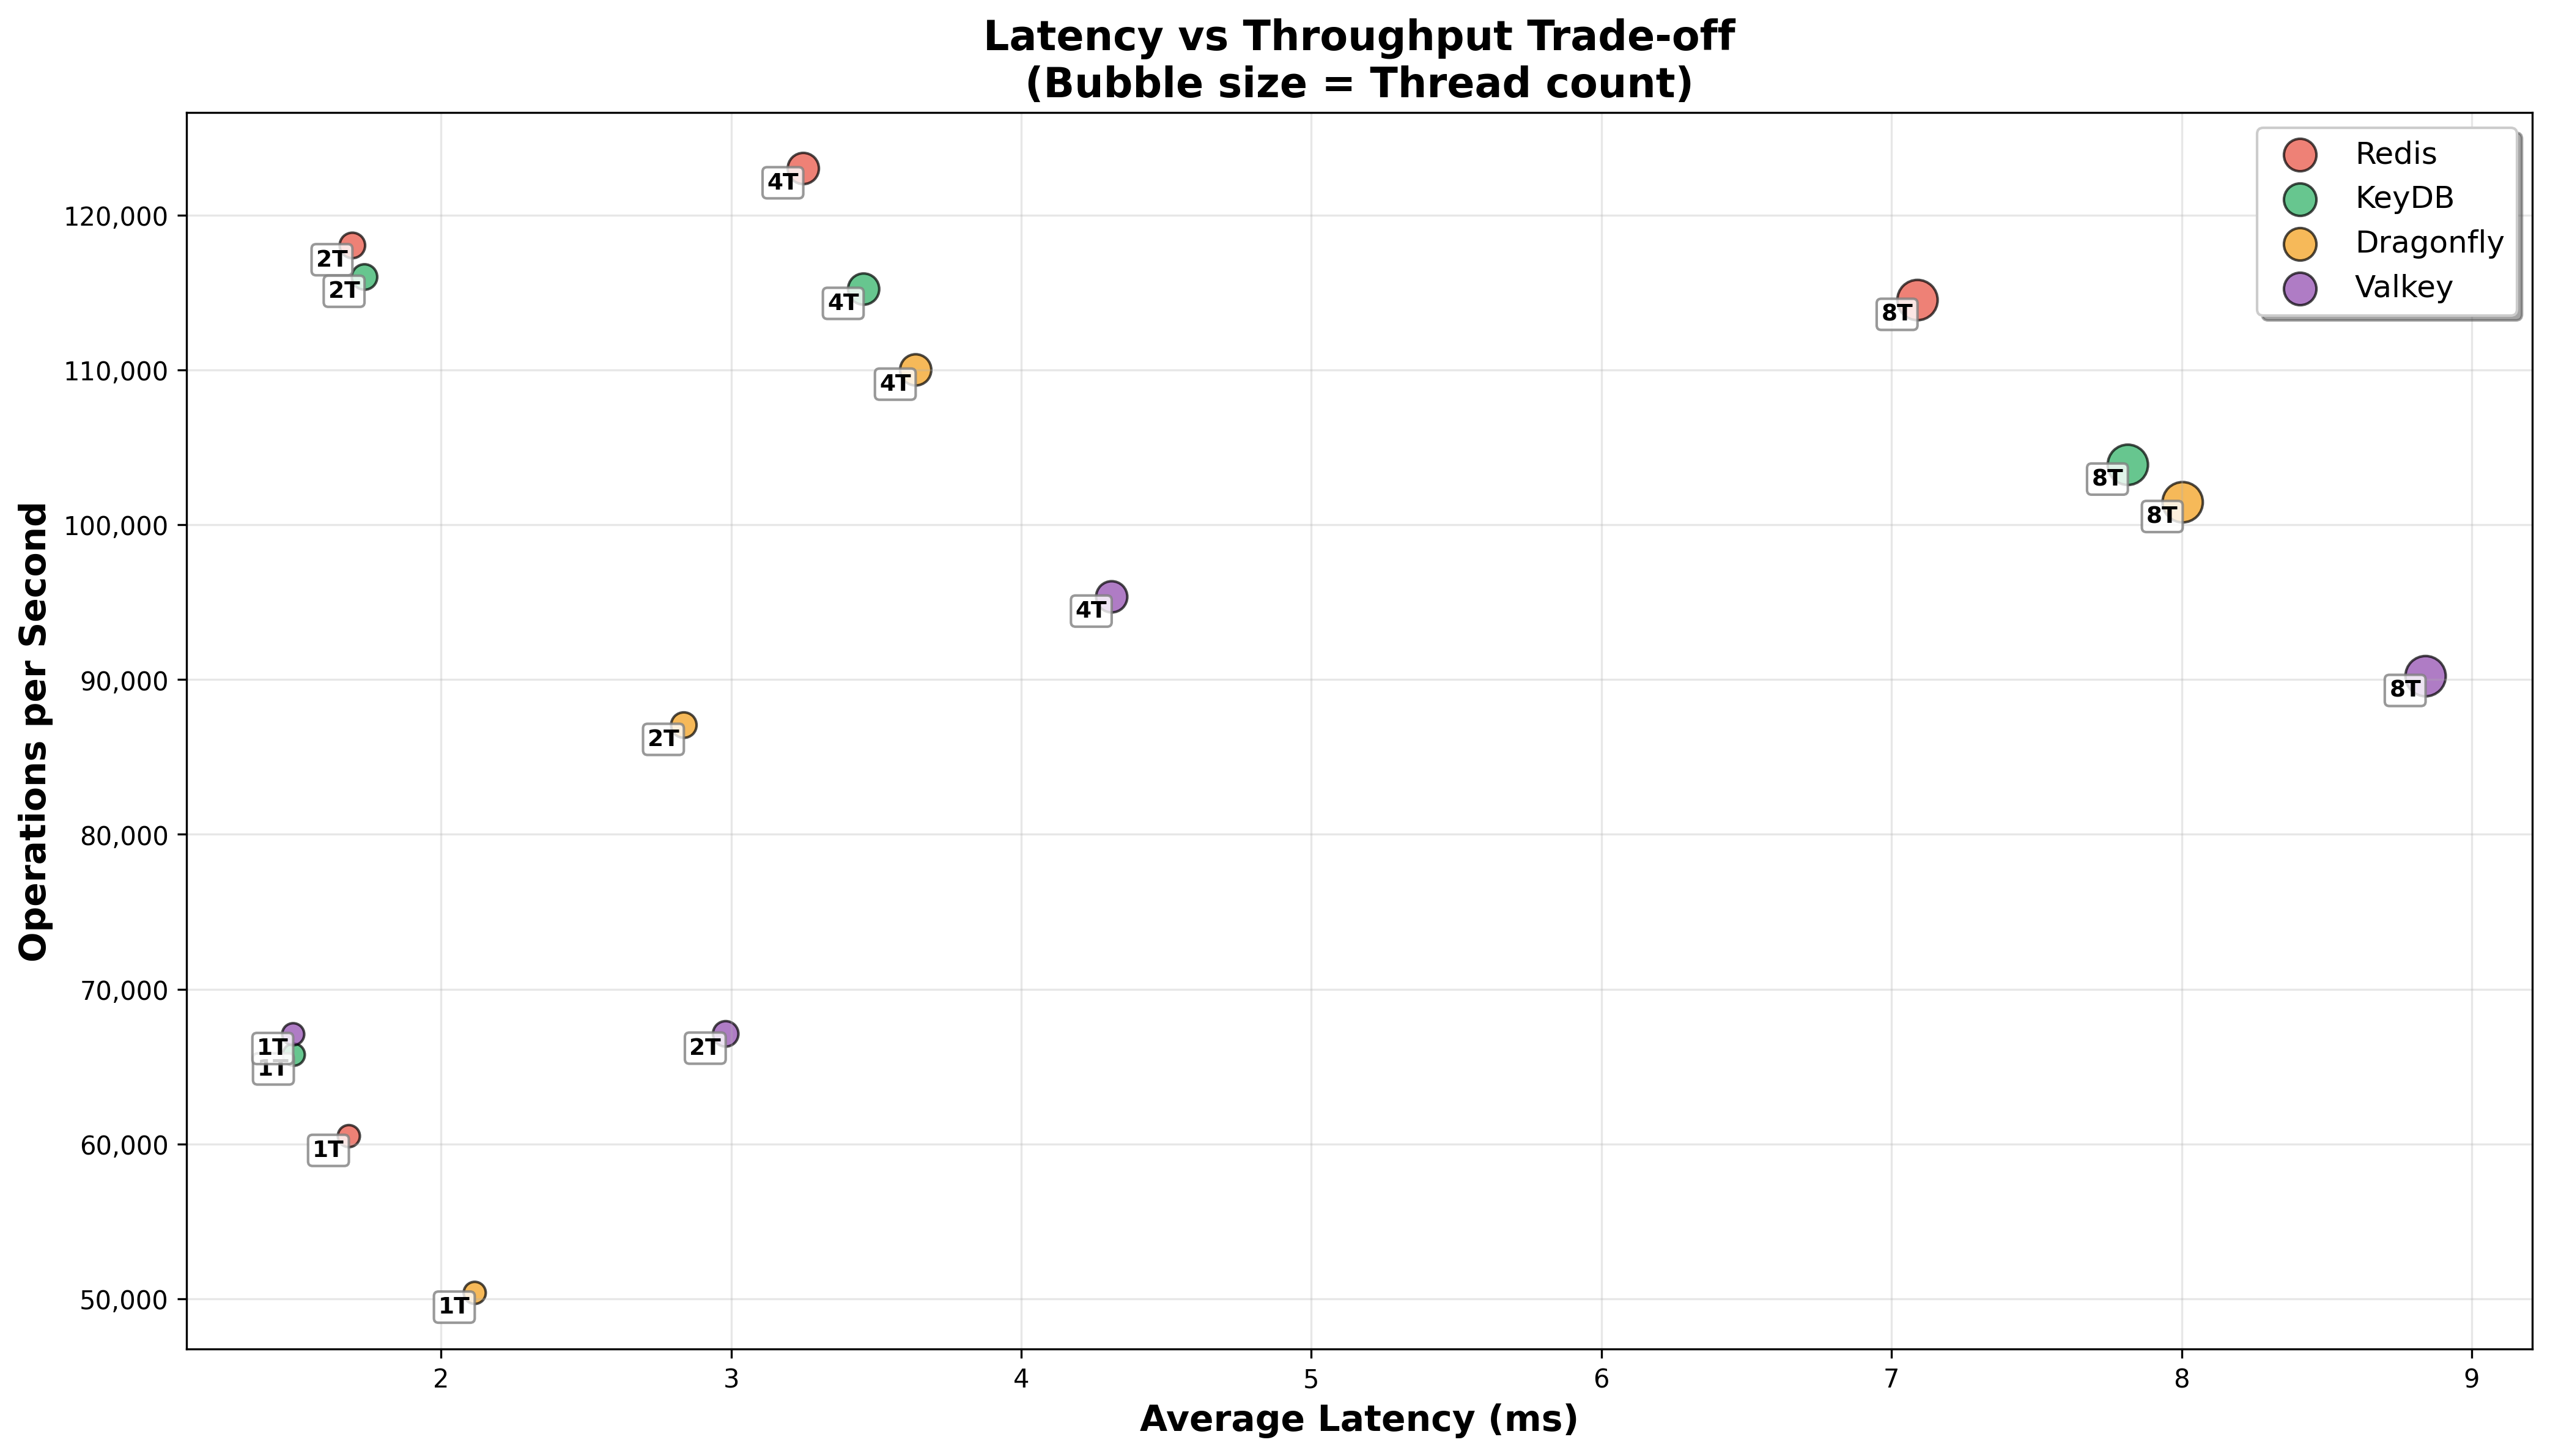 Latency vs Throughput Trade-off
(Bubble size = Thread count)
Redis
KeyDB
Dragonfly
Valkey
Operations per Second
120,000
110,000
100,000
90,000
80,000
70,000
60,000
50,000
4T
2T
2T
4T
8T
4T
8T
8T
4T
8T
2T
1T
2T
1T
1T
1T
2
3
4
5
6
7
8
9
Average Latency (ms)